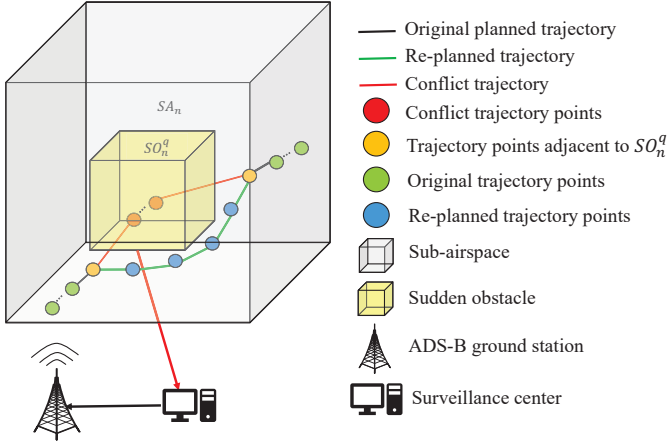 Original planned trajectory
Re-planned trajectory
Conflict trajectory
Conflict trajectory points
Trajectory points adjacent to $SO_n^q$
Original trajectory points
Re-planned trajectory points
Sub-airspace
Sudden obstacle
ADS-B ground station
Surveillance center
$SA_n$
$SO_n^q$